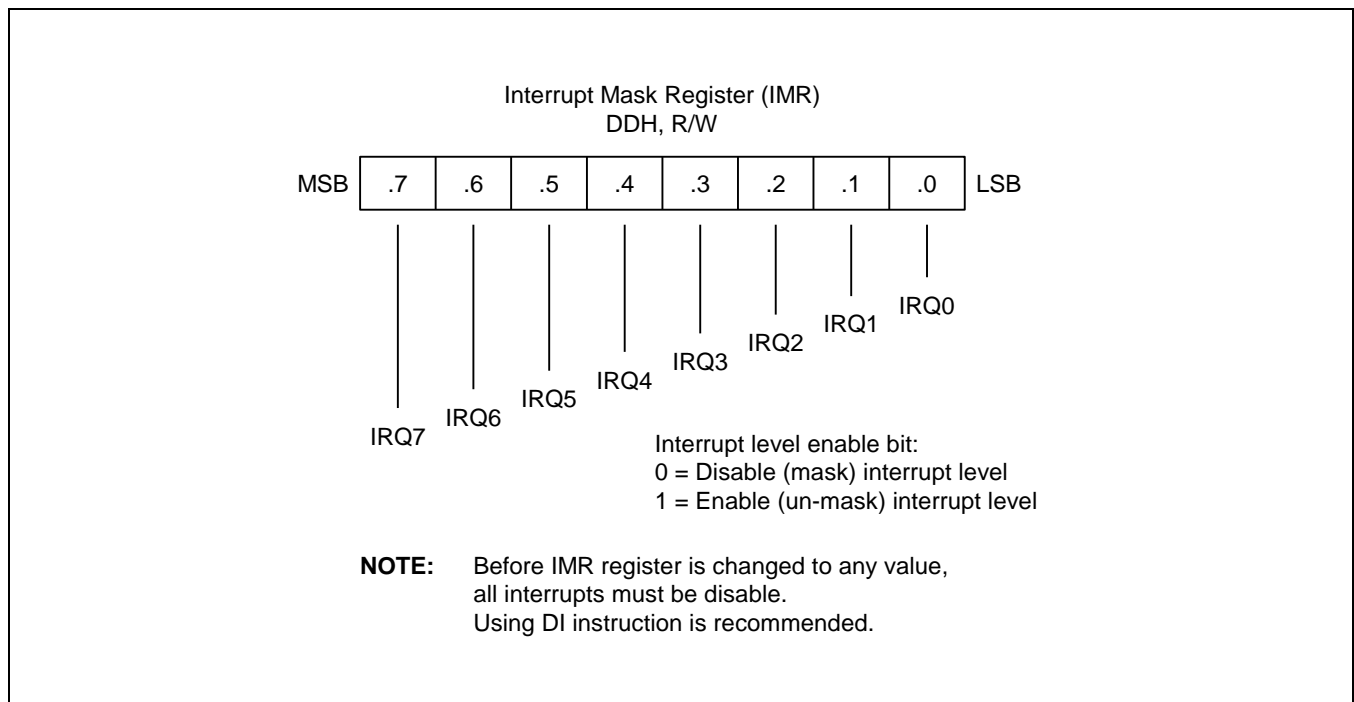 Interrupt Mask Register (IMR)
DDH, R/W
MSB .7 .6 .5 .4 .3 .2 .1 .0 LSB
IRQ7 IRQ6 IRQ5 IRQ4 IRQ3 IRQ2 IRQ1 IRQ0
Interrupt level enable bit:
0 = Disable (mask) interrupt level
1 = Enable (un-mask) interrupt level
NOTE: Before IMR register is changed to any value,
all interrupts must be disable.
Using DI instruction is recommended.